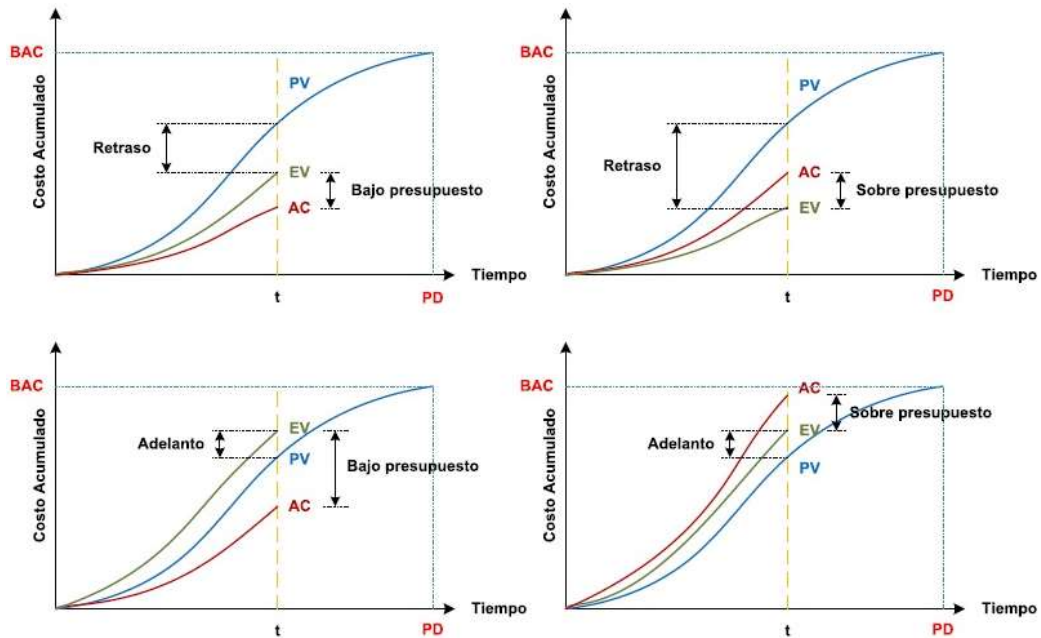 BAC
Costo Acumulado
PV
Retraso
EV
Bajo presupuesto
AC
Tiempo
t
PD
BAC
Costo Acumulado
PV
Retraso
AC
Sobre presupuesto
EV
Tiempo
t
PD
BAC
Costo Acumulado
EV
Adelanto
PV
Bajo presupuesto
AC
Tiempo
t
PD
BAC
Costo Acumulado
AC
Sobre presupuesto
EV
Adelanto
PV
Tiempo
t
PD